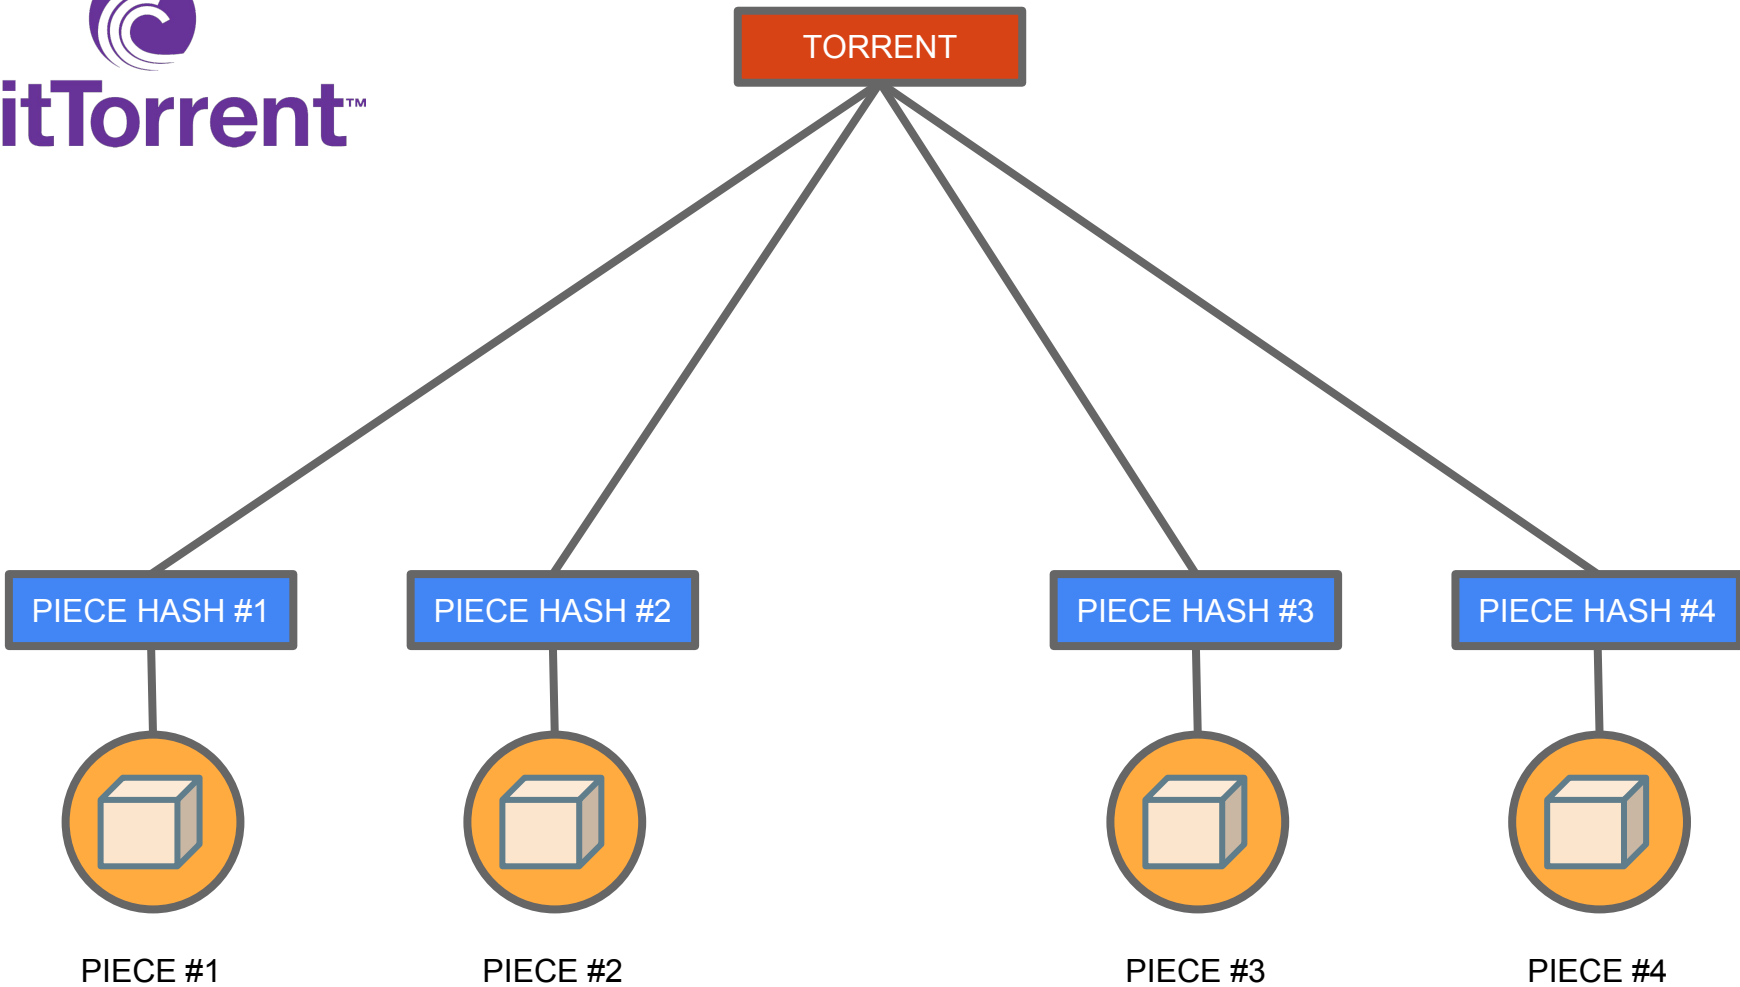 itTorrent™
TORRENT
PIECE HASH #1
PIECE HASH #2
PIECE HASH #3
PIECE HASH #4
PIECE #1
PIECE #2
PIECE #3
PIECE #4